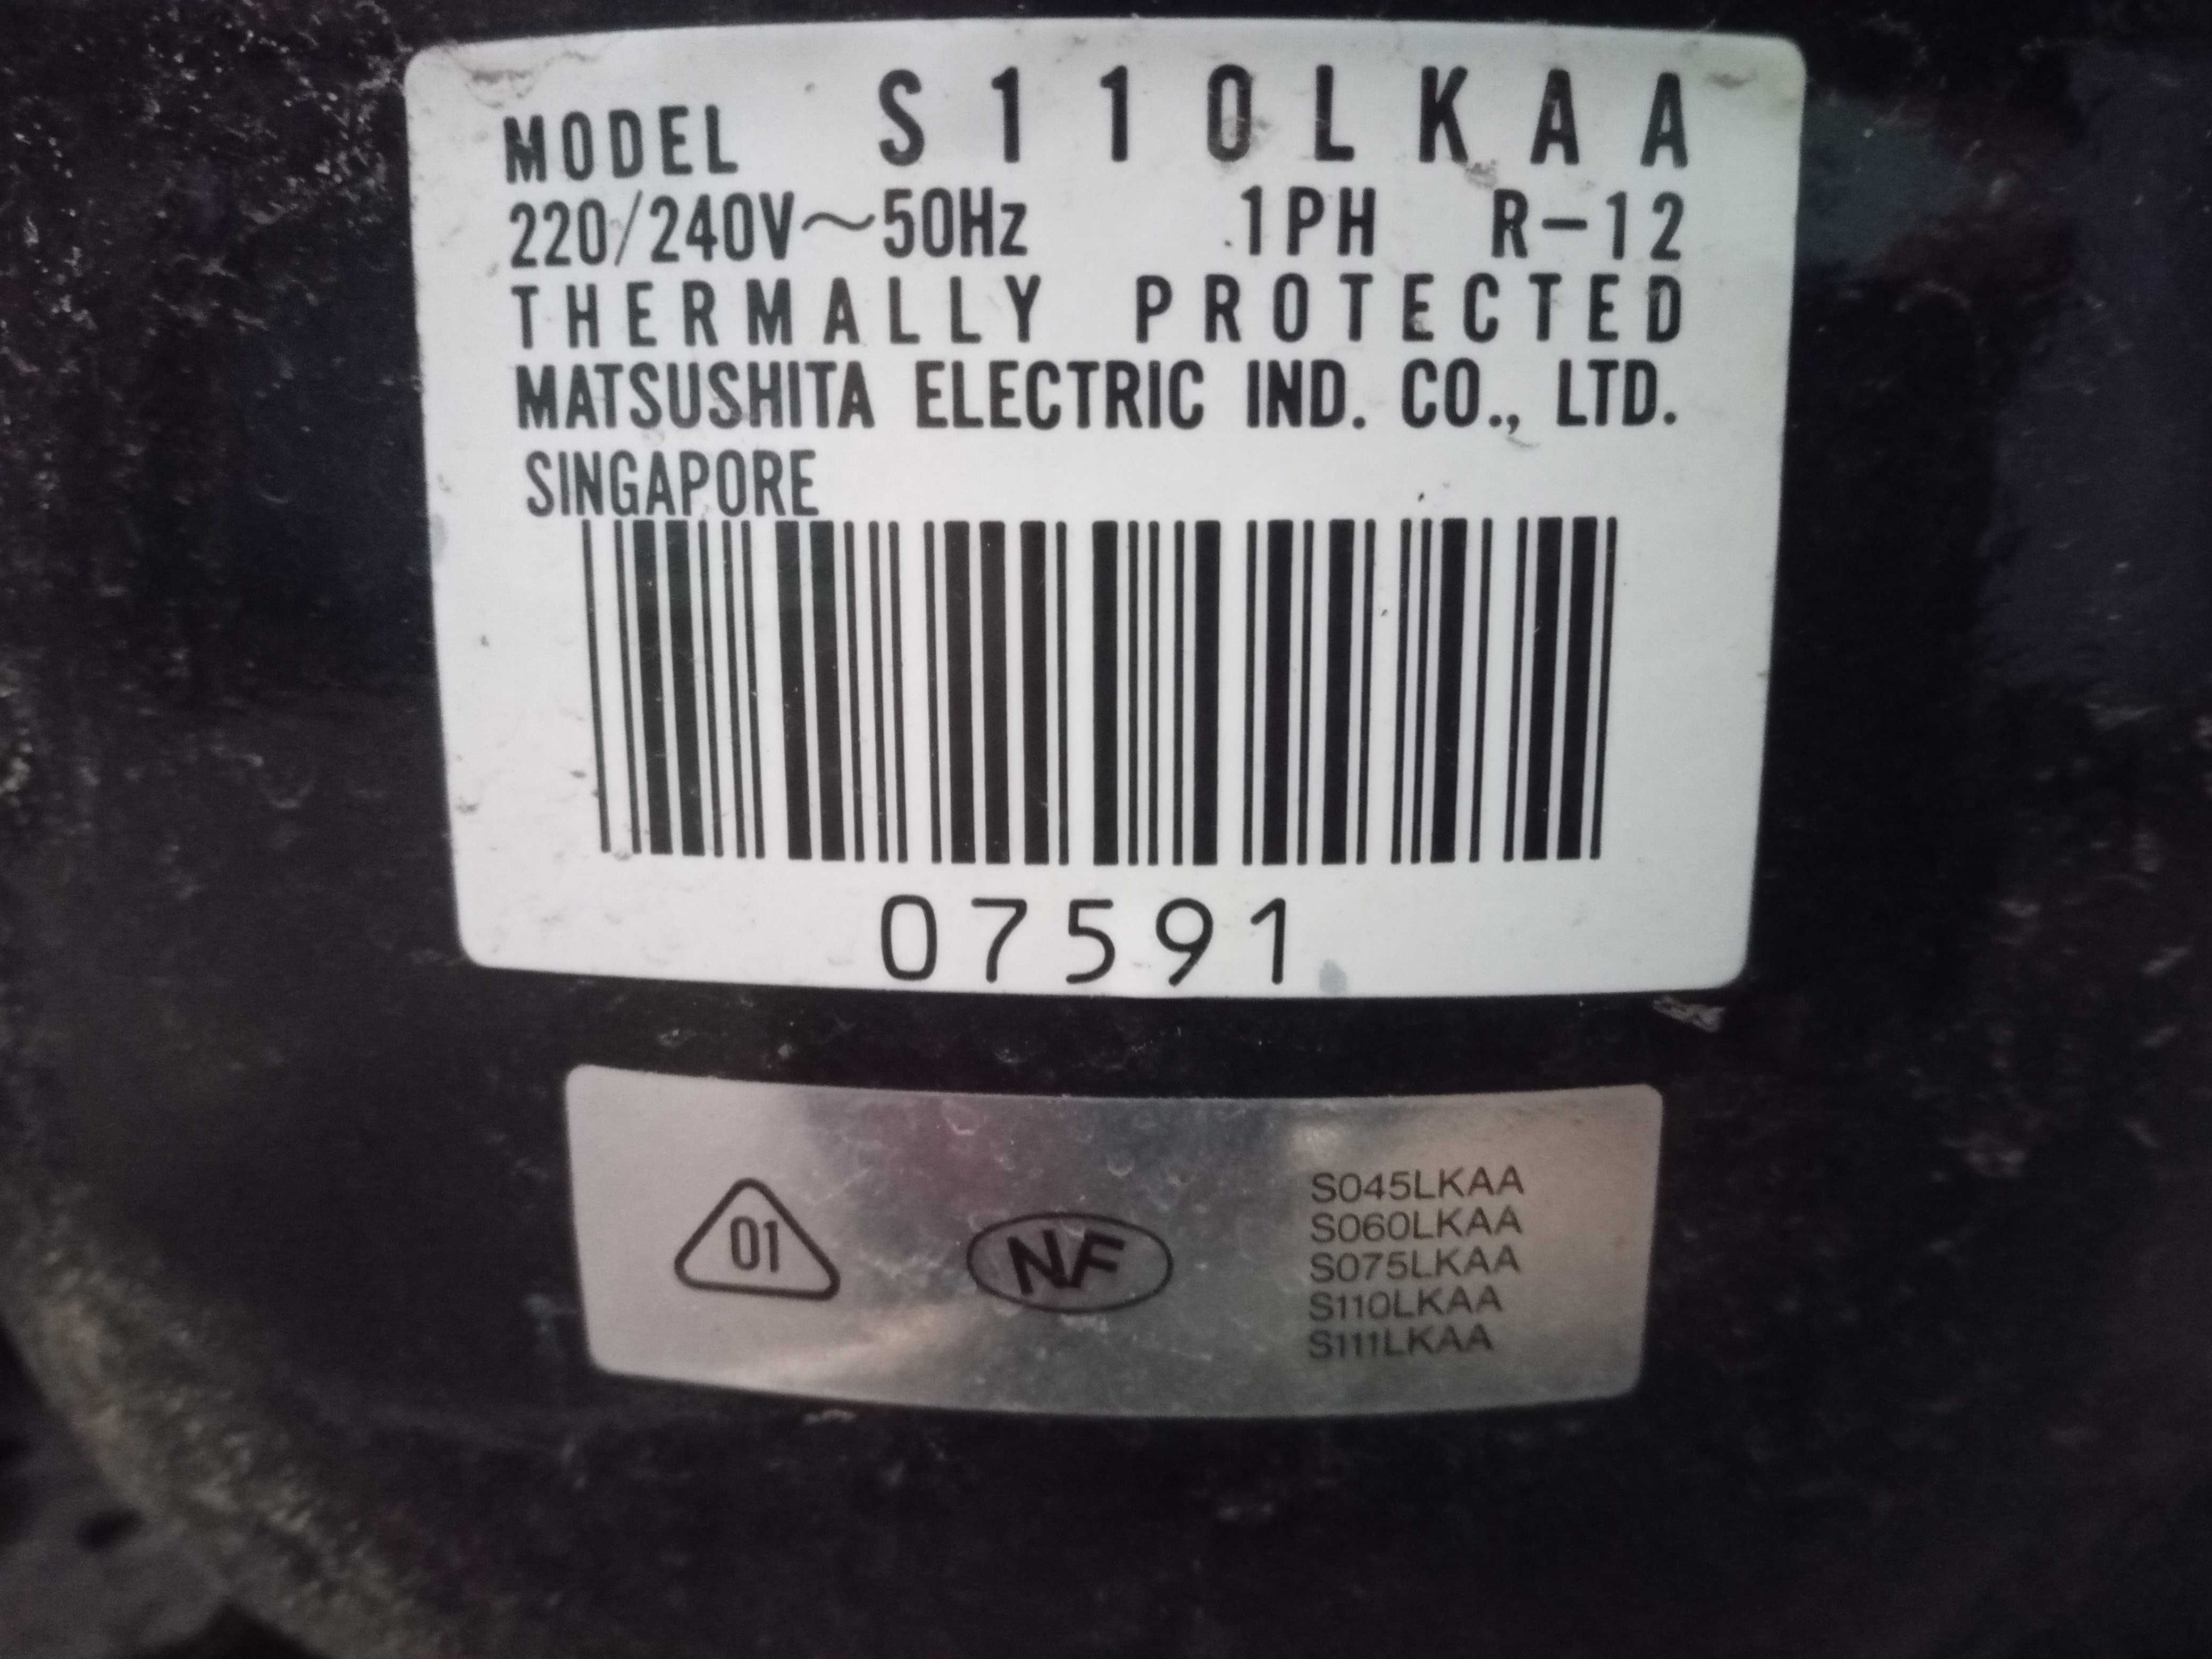 MODEL S110LKAA
220/240V～50Hz 1PH R-12
THERMALLY PROTECTED
MATSUSHITA ELECTRIC IND. CO., LTD.
SINGAPORE
07591
01
NF
S045LKAA
S060LKAA
S075LKAA
S110LKAA
S111LKAA